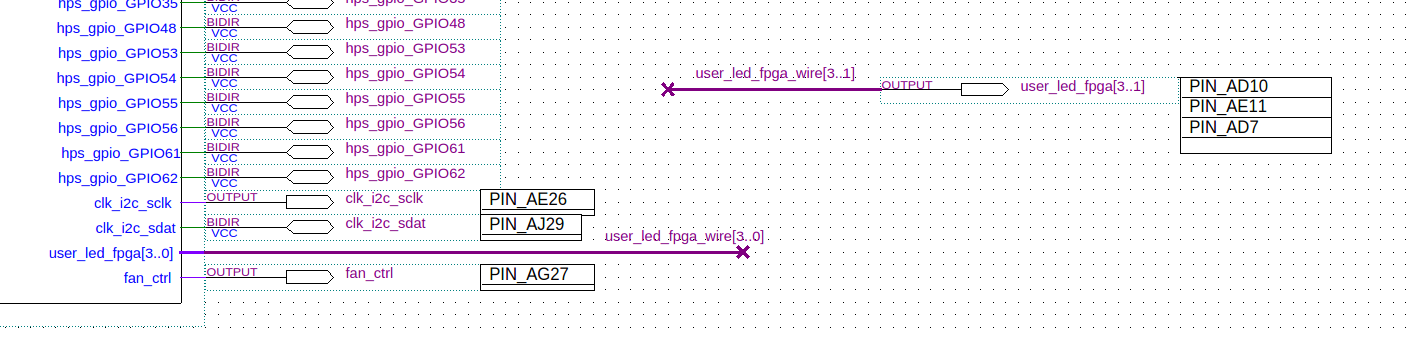 hps_gpio_GPIO35
VCC
hps_gpio_GPIO48 BIDIR VCC hps_gpio_GPIO48
hps_gpio_GPIO53 BIDIR VCC hps_gpio_GPIO53
hps_gpio_GPIO54 BIDIR VCC hps_gpio_GPIO54
hps_gpio_GPIO55 BIDIR VCC hps_gpio_GPIO55
hps_gpio_GPIO56 BIDIR VCC hps_gpio_GPIO56
hps_gpio_GPIO61 BIDIR VCC hps_gpio_GPIO61
hps_gpio_GPIO62 BIDIR VCC hps_gpio_GPIO62
clk_i2c_sclk OUTPUT clk_i2c_sclk PIN_AE26
clk_i2c_sdat BIDIR VCC clk_i2c_sdat PIN_AJ29
user_led_fpga[3..0] user_led_fpga_wire[3..0]
fan_ctrl OUTPUT fan_ctrl PIN_AG27
user_led_fpga_wire[3..1] OUTPUT user_led_fpga[3..1] PIN_AD10
PIN_AE11
PIN_AD7